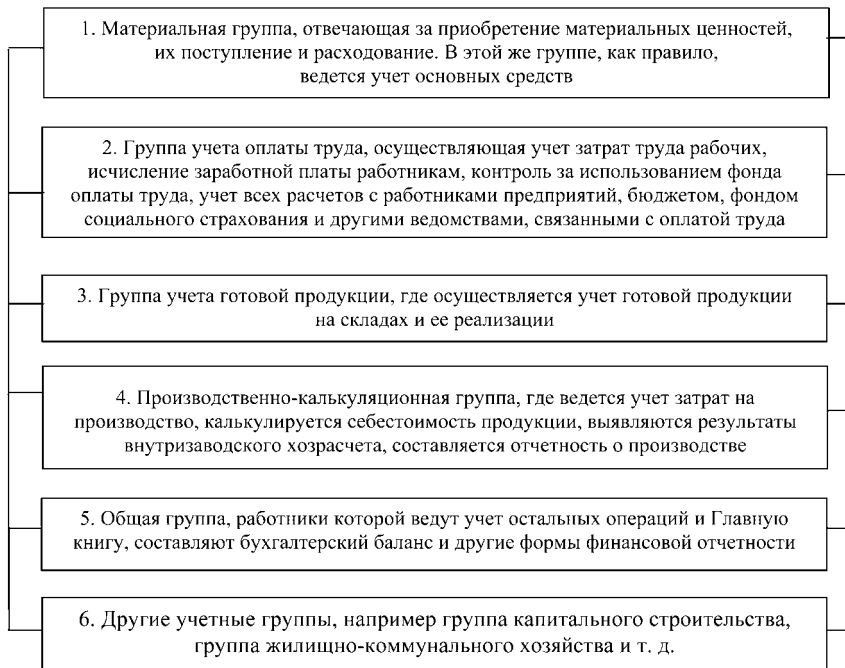 1. Материальная группа, отвечающая за приобретение материальных ценностей,
их поступление и расходование. В этой же группе, как правило,
ведется учет основных средств
2. Группа учета оплаты труда, осуществляющая учет затрат труда рабочих,
исчисление заработной платы работникам, контроль за использованием фонда
оплаты труда, учет всех расчетов с работниками предприятий, бюджетом, фондом
социального страхования и другими ведомствами, связанными с оплатой труда
3. Группа учета готовой продукции, где осуществляется учет готовой продукции
на складах и ее реализации
4. Производственно-калькуляционная группа, где ведется учет затрат на
производство, калькулируется себестоимость продукции, выявляются результаты
внутризаводского хозрасчета, составляется отчетность о производстве
5. Общая группа, работники которой ведут учет остальных операций и Главную
книгу, составляют бухгалтерский баланс и другие формы финансовой отчетности
6. Другие учетные группы, например группа капитального строительства,
группа жилищно-коммунального хозяйства и т. д.